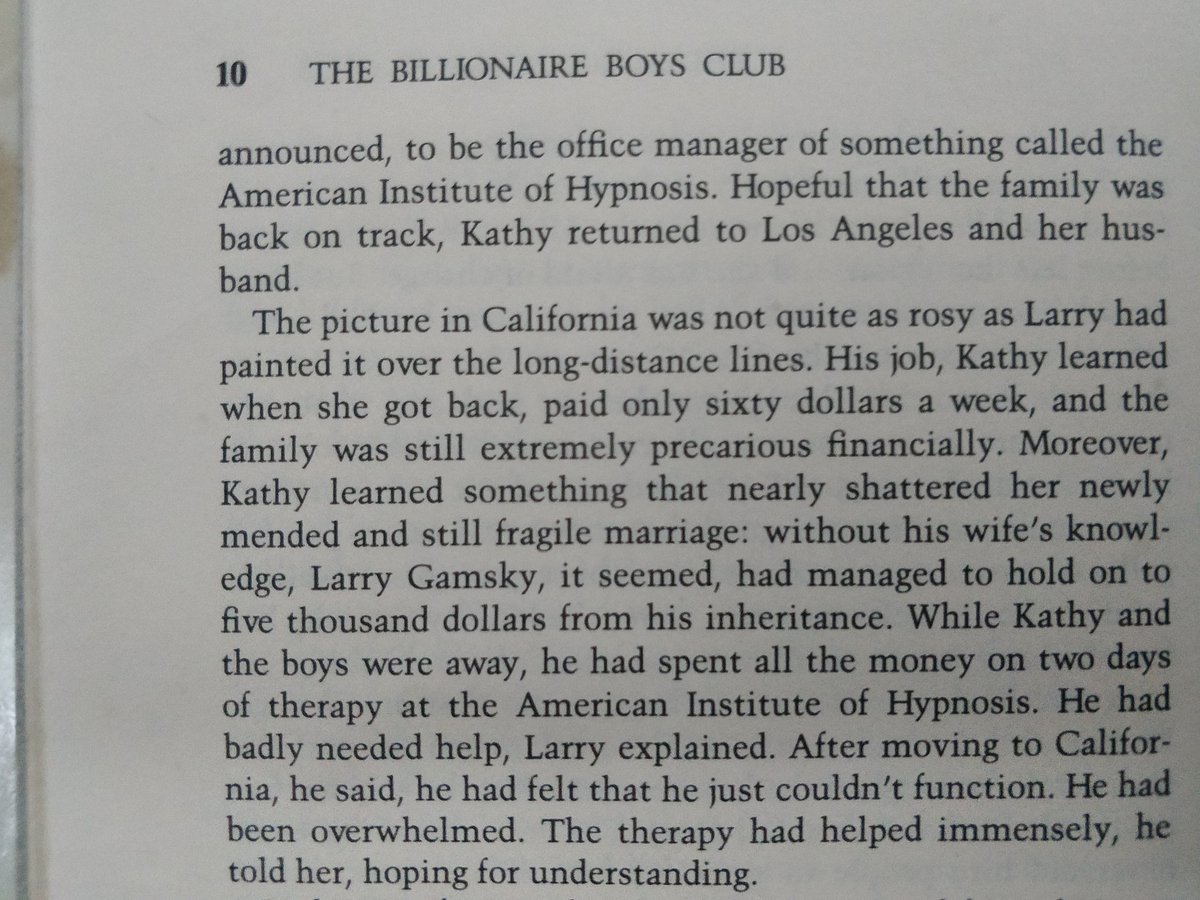 10 THE BILLIONAIRE BOYS CLUB
announced, to be the office manager of something called the
American Institute of Hypnosis. Hopeful that the family was
back on track, Kathy returned to Los Angeles and her hus-
band.
The picture in California was not quite as rosy as Larry had
painted it over the long-distance lines. His job, Kathy learned
when she got back, paid only sixty dollars a week, and the
family was still extremely precarious financially. Moreover,
Kathy learned something that nearly shattered her newly
mended and still fragile marriage: without his wife's knowl-
edge, Larry Gamsky, it seemed, had managed to hold on to
five thousand dollars from his inheritance. While Kathy and
the boys were away, he had spent all the money on two days
of therapy at the American Institute of Hypnosis. He had
badly needed help, Larry explained. After moving to Califor-
nia, he said, he had felt that he just couldn't function. He had
been overwhelmed. The therapy had helped immensely, he
told her, hoping for understanding.